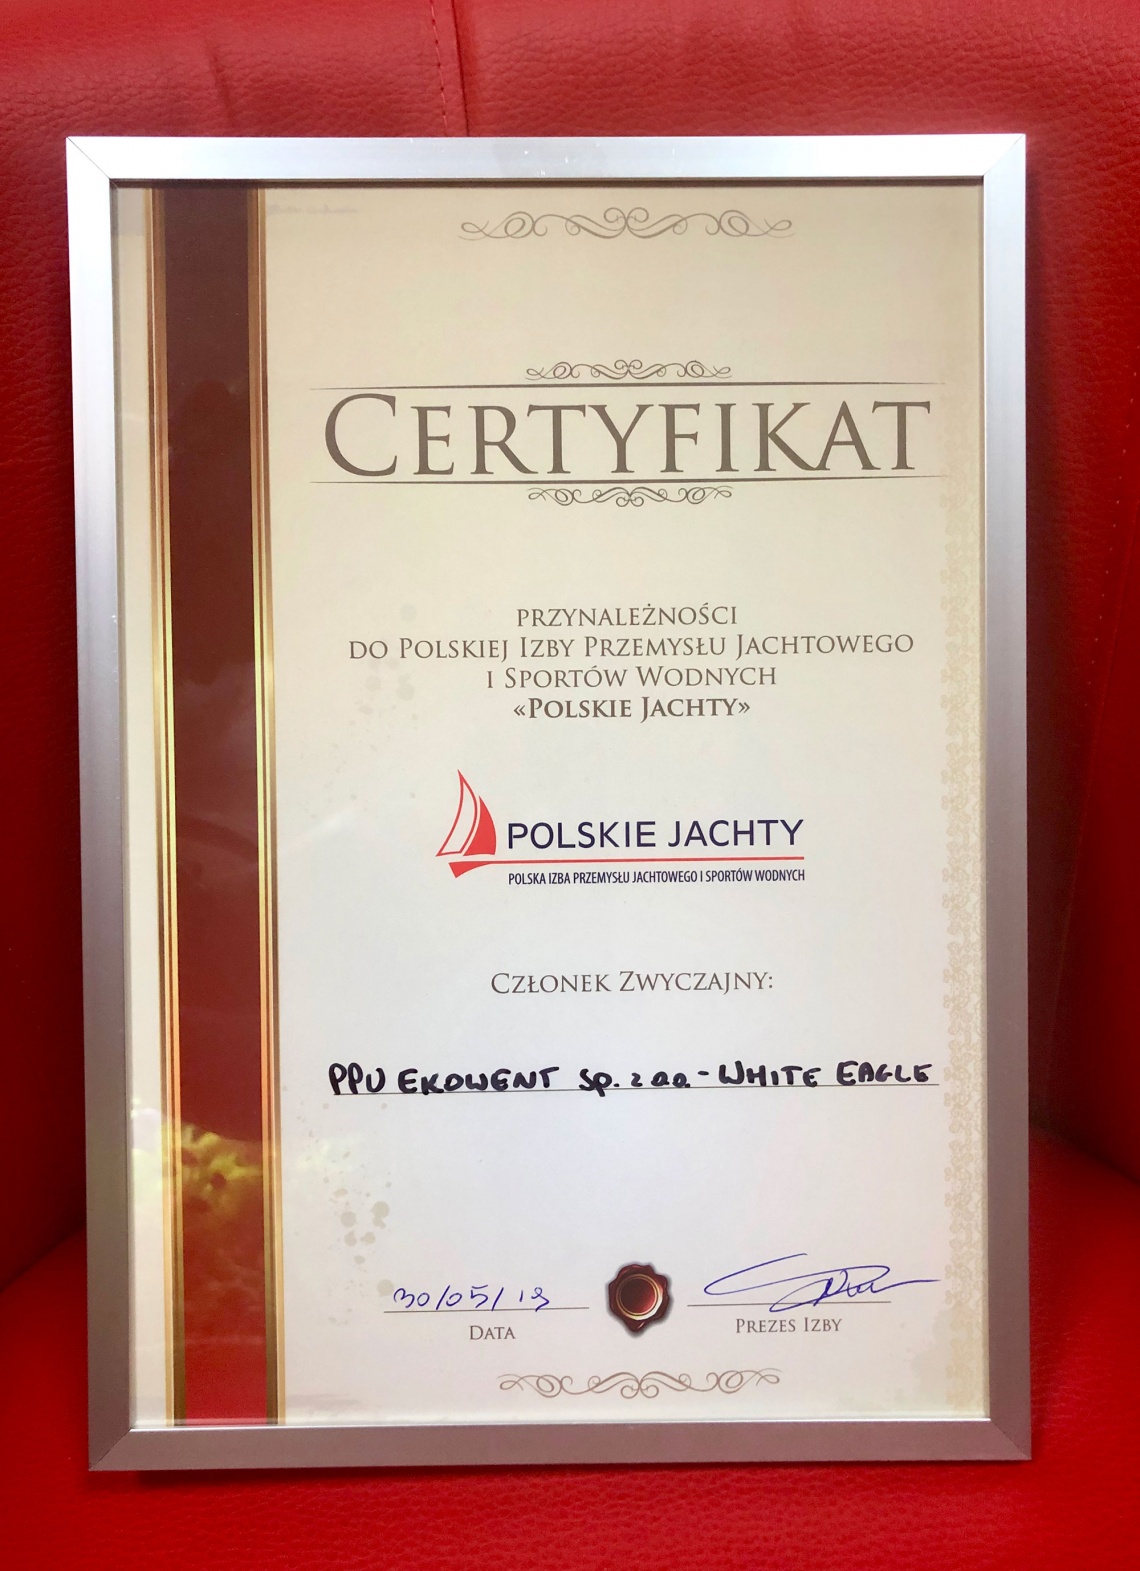 CERTYFIKAT
PRZYNALEŻNOŚCI
DO POLSKIEJ IZBY PRZEMYSŁU JACHTOWEGO
I SPORTÓW WODNYCH
«POLSKIE JACHTY»
POLSKIE JACHTY
POLSKA IZBA PRZEMYSŁU JACHTOWEGO I SPORTÓW WODNYCH
CZŁONEK ZWYCZAJNY:
PPU EKOWENT Sp. z o.o. - WHITE EAGLE
30/05/19
DATA
PREZES IZBY